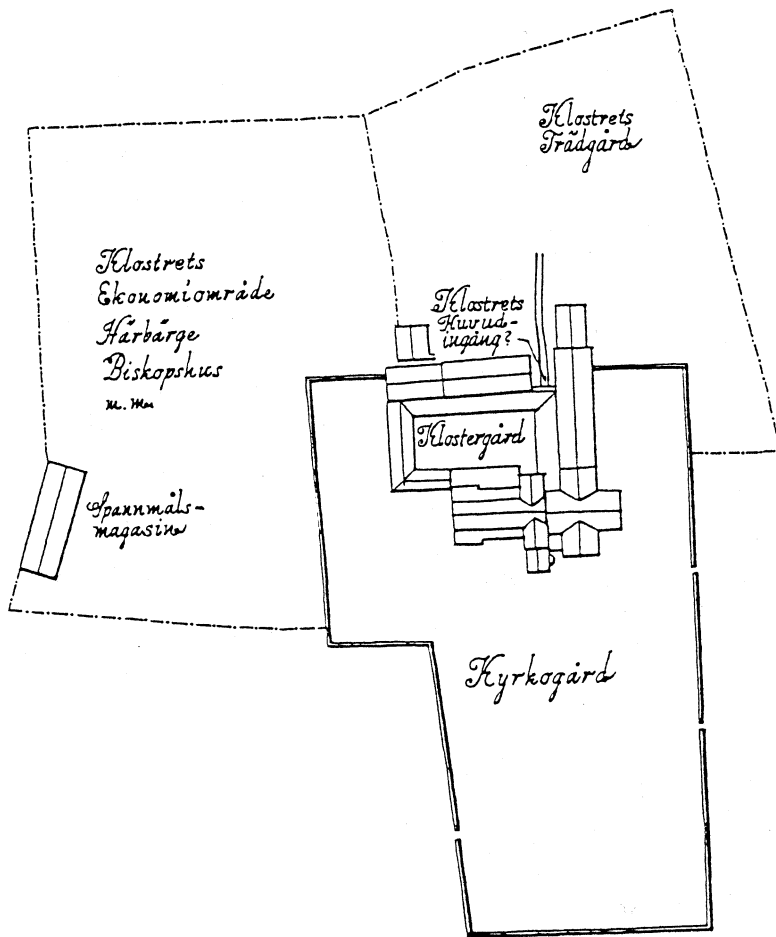 Klostrets
Trädgård
Klostrets
Ekonomiområde
Härbärge
Biskopshus
m.m.
Klostrets
Huvud-
ingång?
Klostergård
Spannmåls-
magasin
Kyrkogård